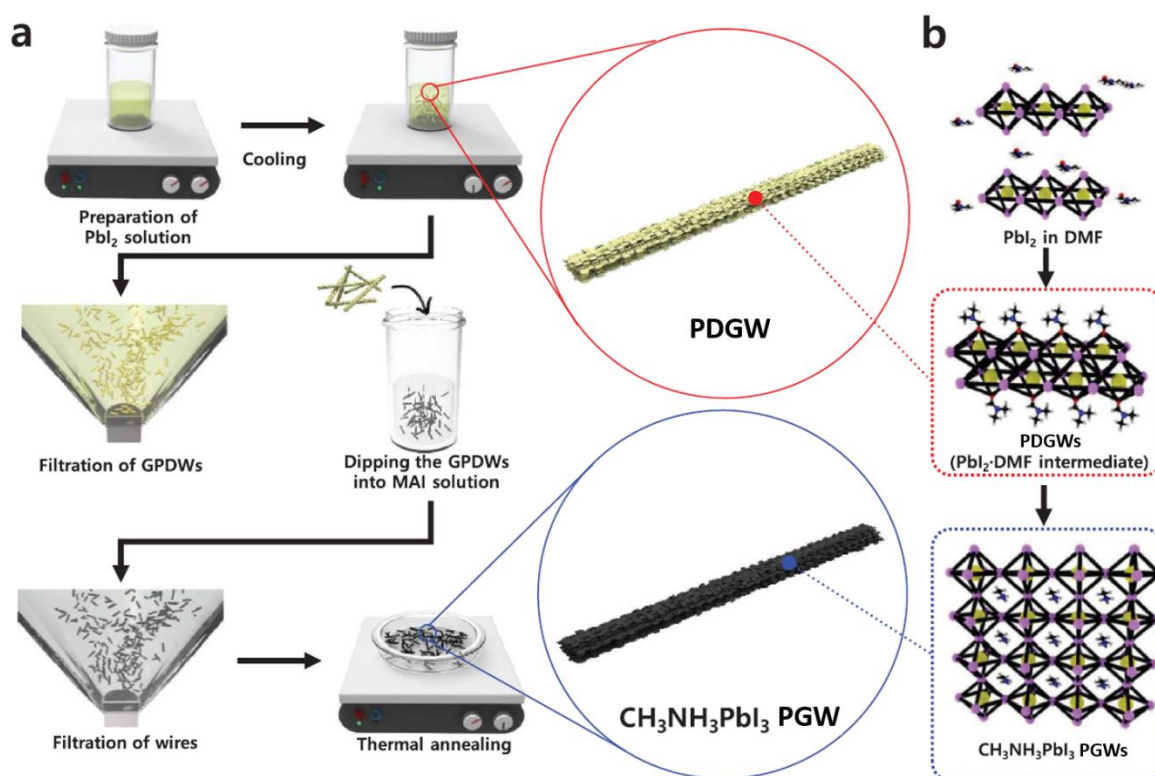 a
Cooling
Preparation of
PbI₂ solution
PDGW
Filtration of GPDWs
Dipping the GPDWs
into MAI solution
Filtration of wires
Thermal annealing
CH₃NH₃PbI₃ PGW
b
PbI₂ in DMF
PDGWs
(PbI₂·DMF intermediate)
CH₃NH₃PbI₃ PGWs